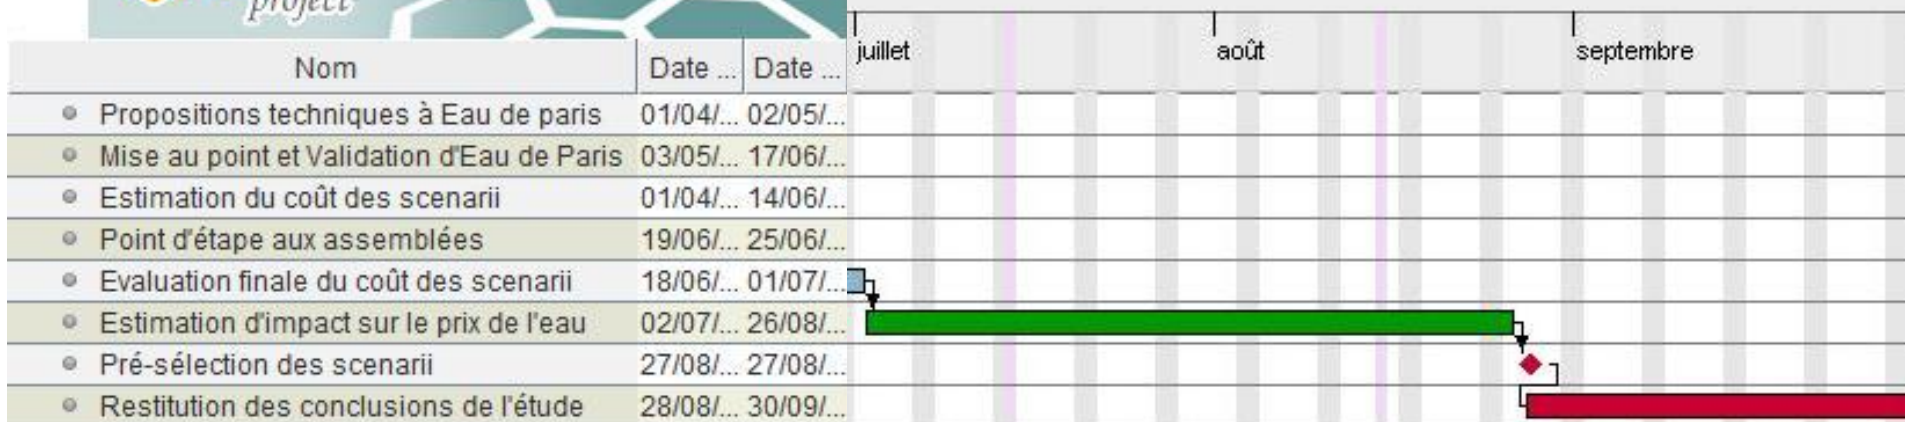 project
juillet août septembre
Nom Date ... Date ...
Propositions techniques à Eau de paris 01/04/... 02/05/...
Mise au point et Validation d'Eau de Paris 03/05/... 17/06/...
Estimation du coût des scenarii 01/04/... 14/06/...
Point d'étape aux assemblées 19/06/... 25/06/...
Evaluation finale du coût des scenarii 18/06/... 01/07/...
Estimation d'impact sur le prix de l'eau 02/07/... 26/08/...
Pré-sélection des scenarii 27/08/... 27/08/...
Restitution des conclusions de l'étude 28/08/... 30/09/...